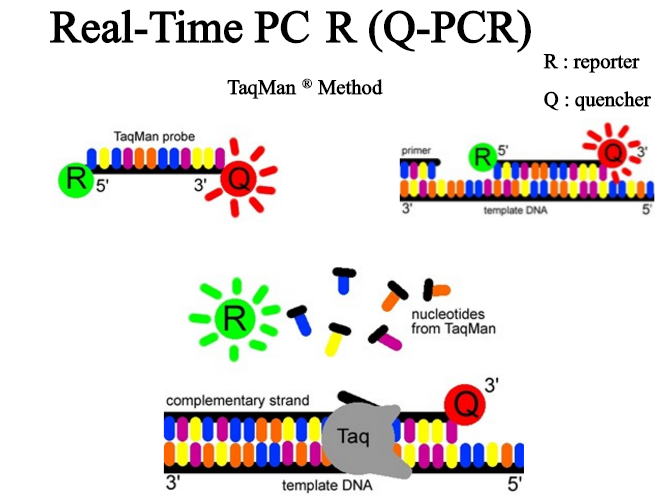 Real-Time PC R (Q-PCR)
R : reporter
TaqMan ® Method
Q : quencher
TaqMan probe
R 5' 3' Q
primer
R 5' Q 3'
3' template DNA 5'
R
nucleotides
from TaqMan
3'
complementary strand Q
Taq
3' template DNA 5'